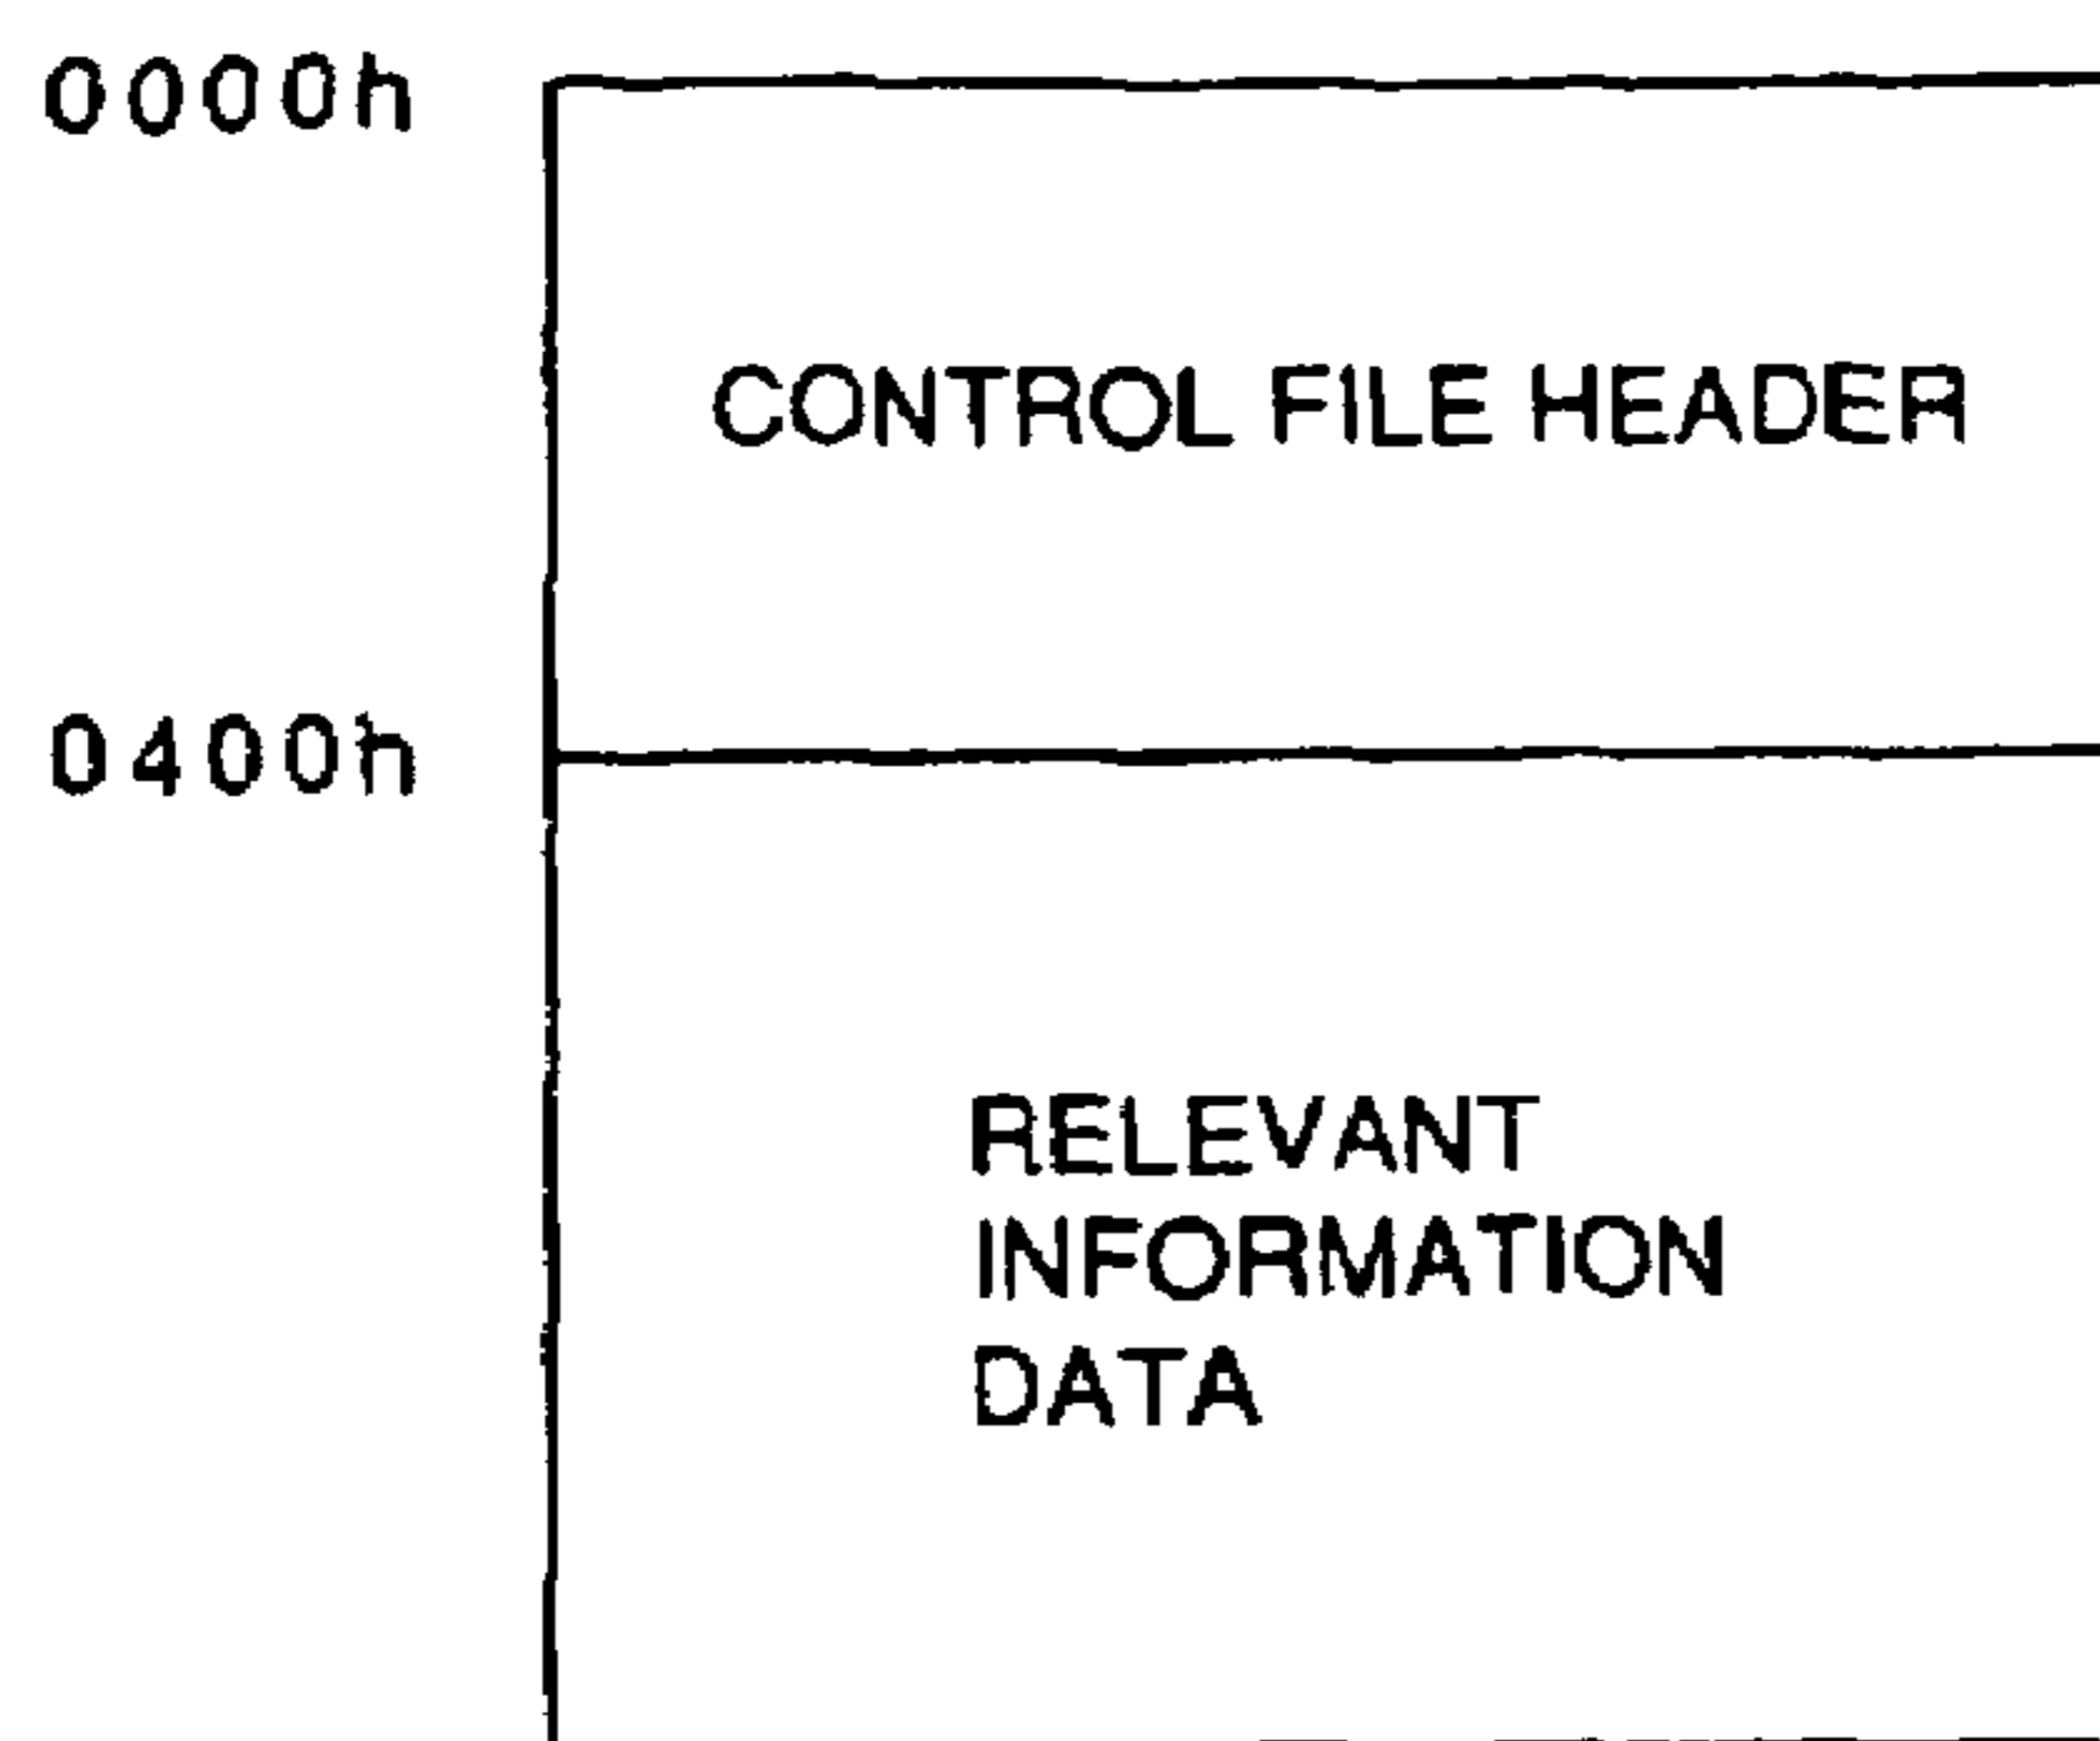 0000h
CONTROL FILE HEADER
0400h
RELEVANT
INFORMATION
DATA